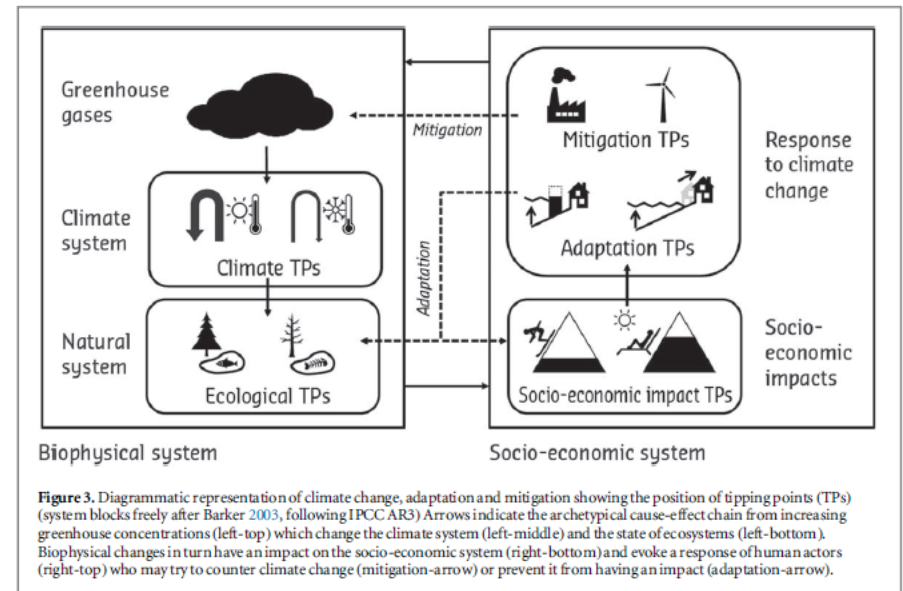 Greenhouse
gases
Mitigation
Mitigation TPs
Response
to climate
change
Climate
system
Climate TPs
Adaptation
Adaptation TPs
Natural
system
Ecological TPs
Socio-economic impact TPs
Socio-
economic
impacts
Biophysical system
Socio-economic system
Figure 3. Diagrammatic representation of climate change, adaptation and mitigation showing the position of tipping points (TPs)
(system blocks freely after Barker 2003, following IPCC AR3) Arrows indicate the archetypical cause-effect chain from increasing
greenhouse concentrations (left-top) which change the climate system (left-middle) and the state of ecosystems (left-bottom).
Biophysical changes in turn have an impact on the socio-economic system (right-bottom) and evoke a response of human actors
(right-top) who may try to counter climate change (mitigation-arrow) or prevent it from having an impact (adaptation-arrow).